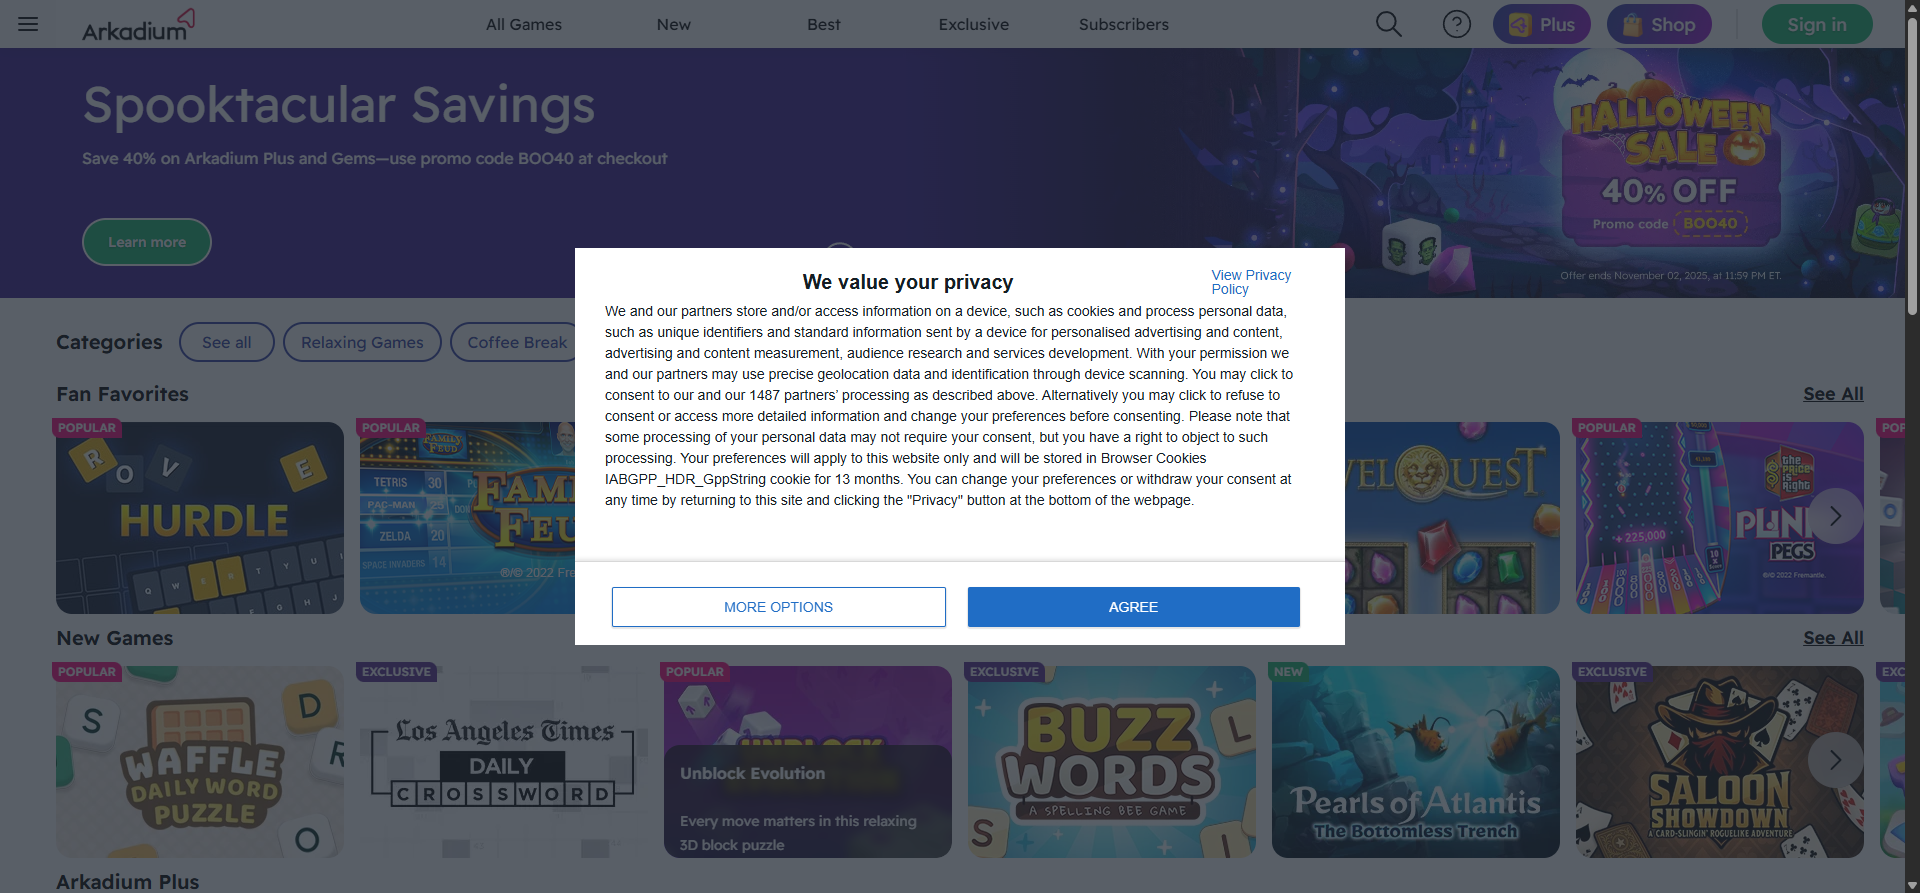 Arkadium
All Games
New
Best
Exclusive
Subscribers
?
Plus
Shop
Sign in
Spooktacular Savings
Save 40% on Arkadium Plus and Gems—use promo code BOO40 at checkout
Learn more
HALLOWEEN
SALE
40% OFF
Promo code BOO40
Offer ends November 02, 2025, at 11:59 PM ET.
We value your privacy
View Privacy
Policy
We and our partners store and/or access information on a device, such as cookies and process personal data,
such as unique identifiers and standard information sent by a device for personalised advertising and content,
advertising and content measurement, audience research and services development. With your permission we
and our partners may use precise geolocation data and identification through device scanning. You may click to
consent to our and our 1487 partners’ processing as described above. Alternatively you may click to refuse to
consent or access more detailed information and change your preferences before consenting. Please note that
some processing of your personal data may not require your consent, but you have a right to object to such
processing. Your preferences will apply to this website only and will be stored in Browser Cookies
IABGPP_HDR_GppString cookie for 13 months. You can change your preferences or withdraw your consent at
any time by returning to this site and clicking the "Privacy" button at the bottom of the webpage.
MORE OPTIONS
AGREE
Categories
See all
Relaxing Games
Coffee Break
Fan Favorites
See All
POPULAR
ROVE
HURDLE
QWERTYU
POPULAR
FAMILY
FEUD
TETRIS 30
PAC-MAN 25
ZELDA 20
SPACE INVADERS 14
®/© 2022 Fre
VELQUEST
POPULAR
the
price
is
Right
+225,000
PLIN
PEGS
®/© 2022 Fremantle.
New Games
See All
POPULAR
WAFFLE
DAILY WORD
PUZZLE
EXCLUSIVE
Los Angeles Times
DAILY
CROSSWORD
POPULAR
Unblock Evolution
Every move matters in this relaxing
3D block puzzle
EXCLUSIVE
BUZZ
WORDS
A SPELLING BEE GAME
NEW
Pearls of Atlantis
The Bottomless Trench
EXCLUSIVE
SALOON
SHOWDOWN
A CARD-SLINGIN' ROGUELIKE ADVENTURE
EXC
Arkadium Plus